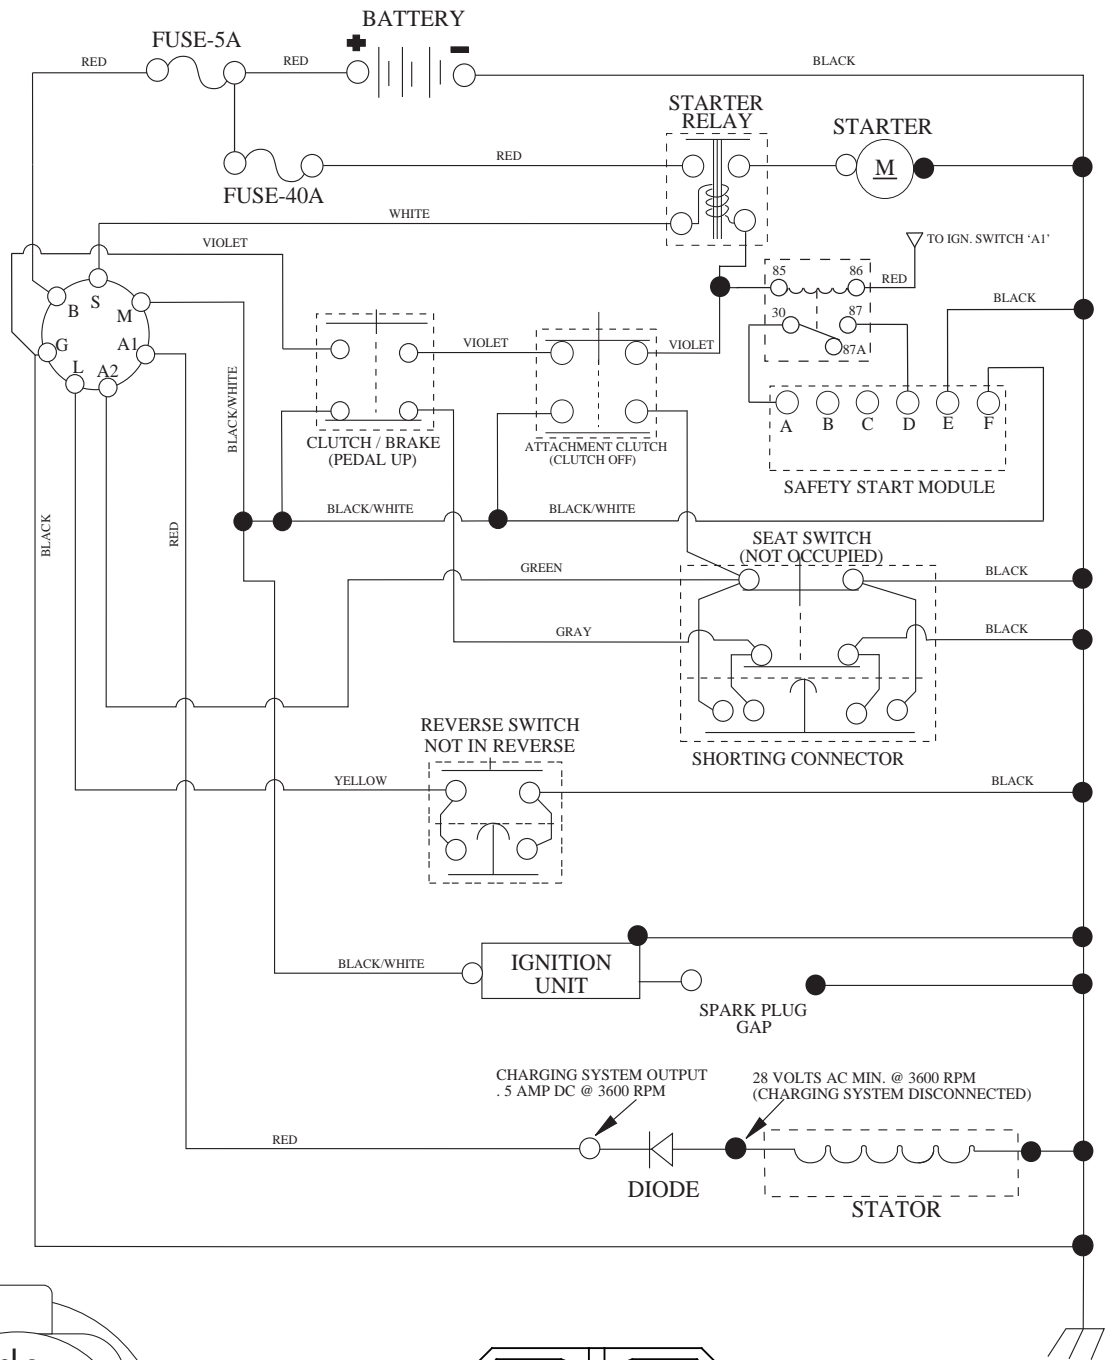 BATTERY
FUSE-5A
RED
RED
BLACK
STARTER
RELAY
STARTER
M
RED
FUSE-40A
WHITE
VIOLET
TO IGN. SWITCH 'A1'
85
86
RED
30
87
87A
BLACK
B
S
M
G
A1
L
A2
VIOLET
VIOLET
BLACK/WHITE
A
B
C
D
E
F
CLUTCH / BRAKE
(PEDAL UP)
ATTACHMENT CLUTCH
(CLUTCH OFF)
SAFETY START MODULE
BLACK/WHITE
BLACK/WHITE
BLACK
RED
SEAT SWITCH
(NOT OCCUPIED)
GREEN
BLACK
GRAY
BLACK
REVERSE SWITCH
NOT IN REVERSE
SHORTING CONNECTOR
YELLOW
BLACK
BLACK/WHITE
IGNITION
UNIT
SPARK PLUG
GAP
CHARGING SYSTEM OUTPUT
. 5 AMP DC @ 3600 RPM
28 VOLTS AC MIN. @ 3600 RPM
(CHARGING SYSTEM DISCONNECTED)
RED
DIODE
STATOR